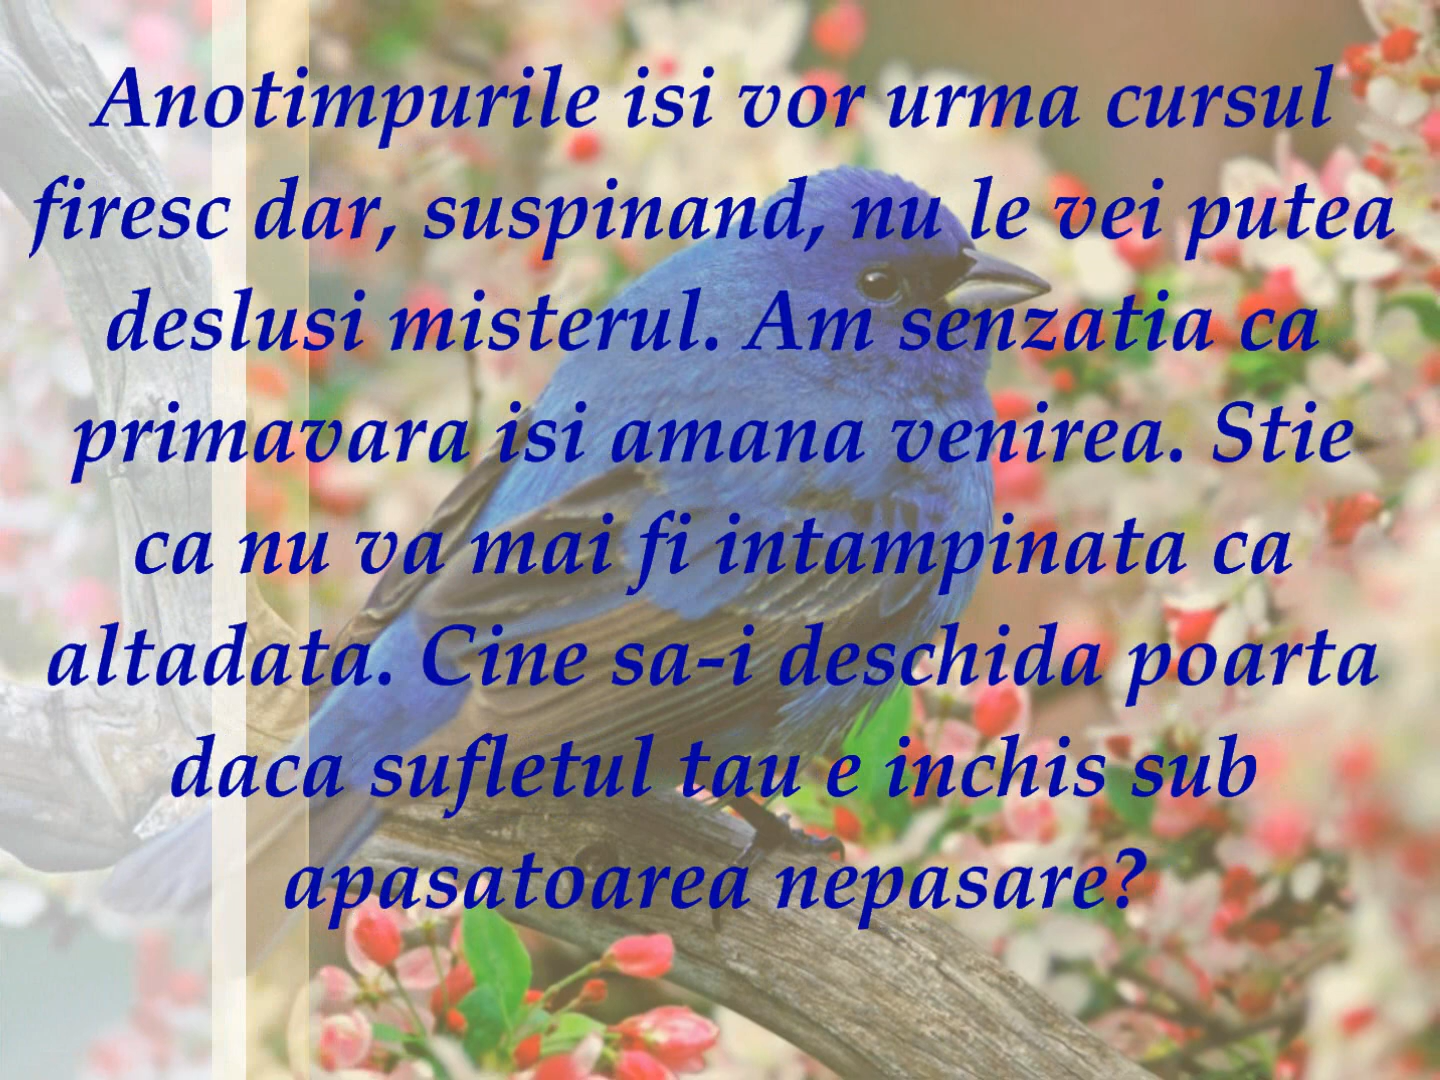 Anotimpurile isi vor urma cursul
firesc dar, suspinand, nu le vei putea
deslusi misterul. Am senzatia ca
primavara isi amana venirea. Stie
ca nu va mai fi intampinata ca
altadata. Cine sa-i deschida poarta
daca sufletul tau e inchis sub
apasatoarea nepasare?